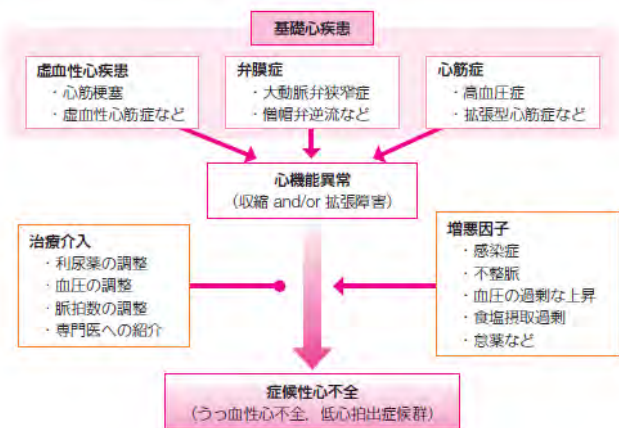 基礎心疾患
虚血性心疾患
・心筋梗塞
・虚血性心筋症など
弁膜症
・大動脈弁狭窄症
・僧帽弁逆流など
心筋症
・高血圧症
・拡張型心筋症など
心機能異常
（収縮 and/or 拡張障害）
治療介入
・利尿薬の調整
・血圧の調整
・脈拍数の調整
・専門医への紹介
増悪因子
・感染症
・不整脈
・血圧の過剰な上昇
・食塩摂取過剰
・怠薬など
症候性心不全
（うっ血性心不全，低心拍出症候群）